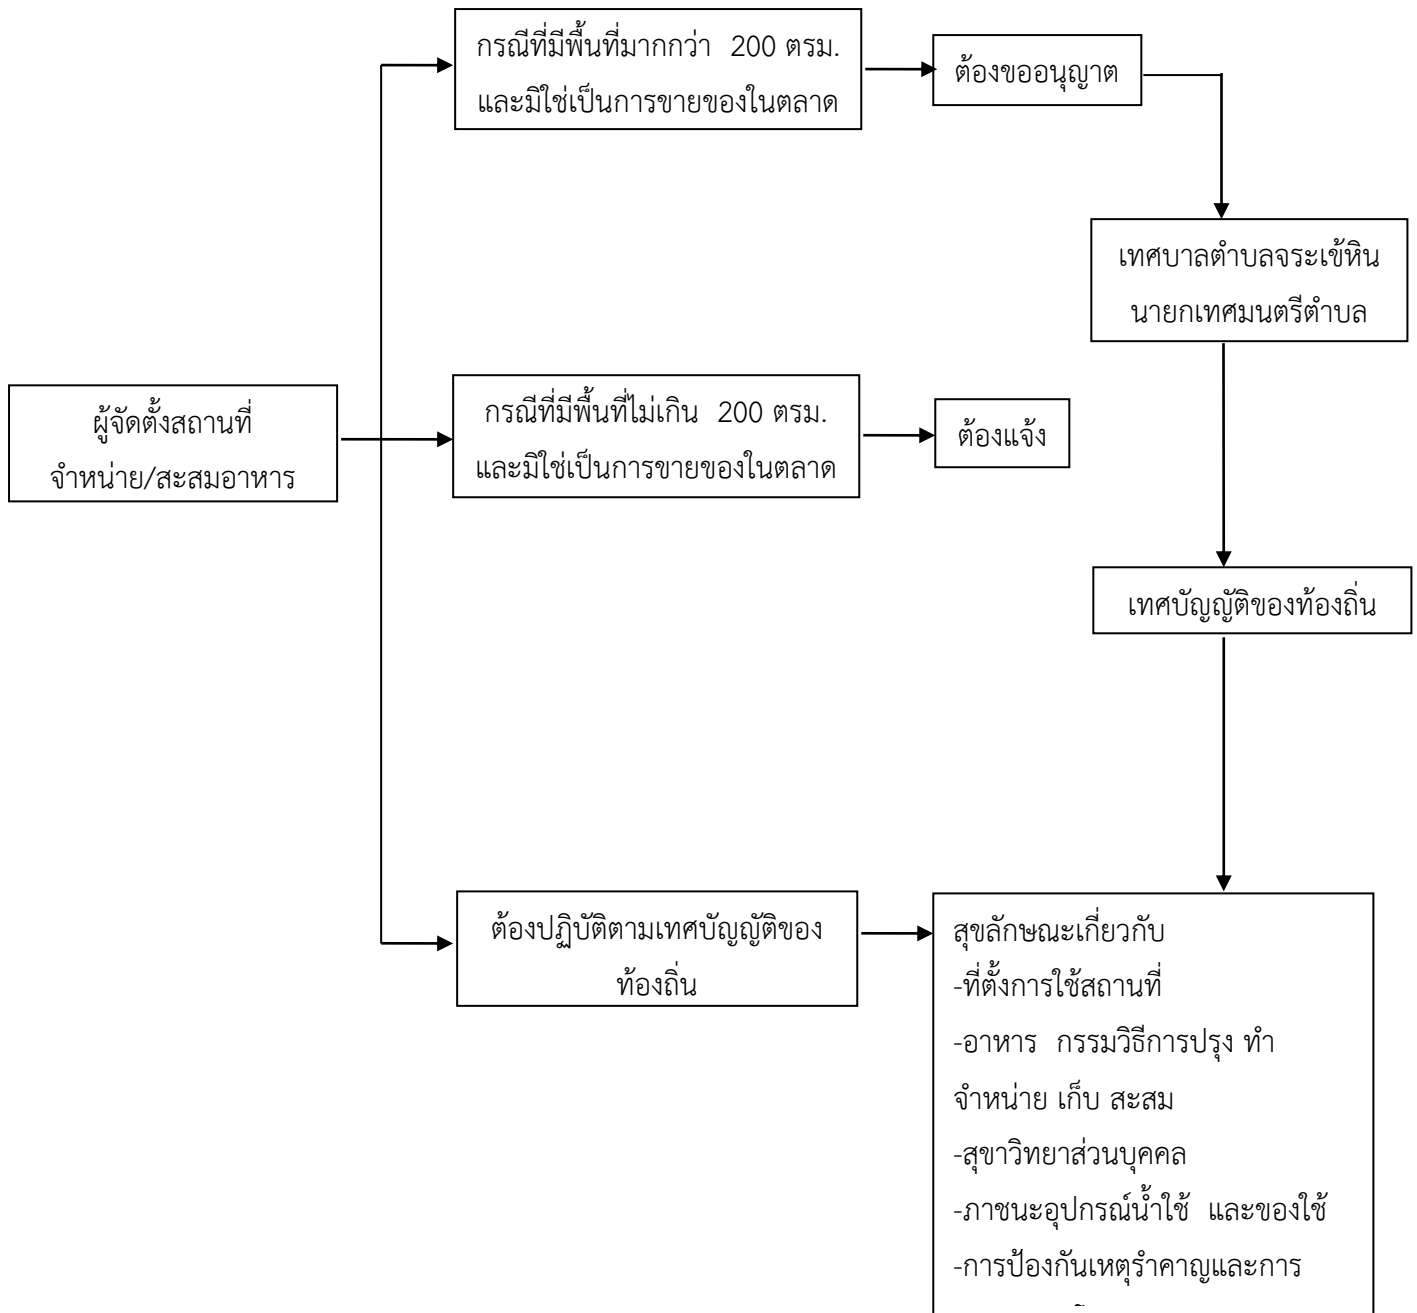 กรณีที่มีพื้นที่มากกว่า 200 ตรม.
และมิใช่เป็นการขายของในตลาด
ต้องขออนุญาต
เทศบาลตำบลจระเข้หิน
นายกเทศมนตรีตำบล
ผู้จัดตั้งสถานที่
จำหน่าย/สะสมอาหาร
กรณีที่มีพื้นที่ไม่เกิน 200 ตรม.
และมิใช่เป็นการขายของในตลาด
ต้องแจ้ง
เทศบัญญัติของท้องถิ่น
ต้องปฏิบัติตามเทศบัญญัติของ
ท้องถิ่น
สุขลักษณะเกี่ยวกับ
-ที่ตั้งการใช้สถานที่
-อาหาร กรรมวิธีการปรุง ทำ
จำหน่าย เก็บ สะสม
-สุขาวิทยาส่วนบุคคล
-ภาชนะอุปกรณ์น้ำใช้ และของใช้
-การป้องกันเหตุรำคาญและการ